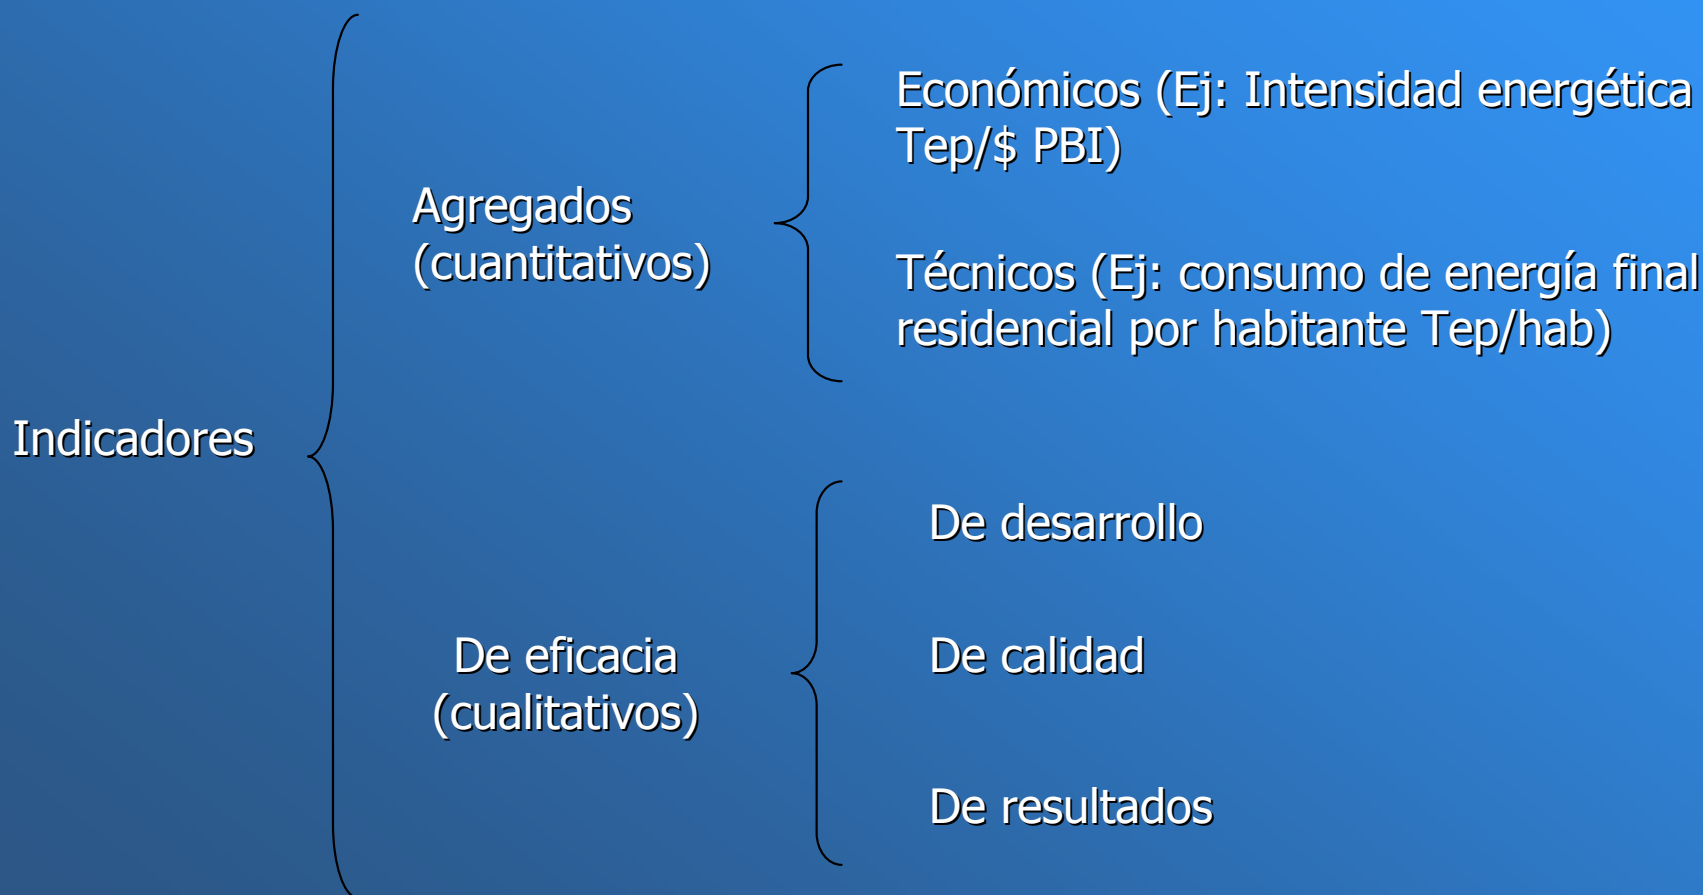 Indicadores
Agregados
(cuantitativos)
Económicos (Ej: Intensidad energética
Tep/$ PBI)
Técnicos (Ej: consumo de energía final
residencial por habitante Tep/hab)
De eficacia
(cualitativos)
De desarrollo
De calidad
De resultados